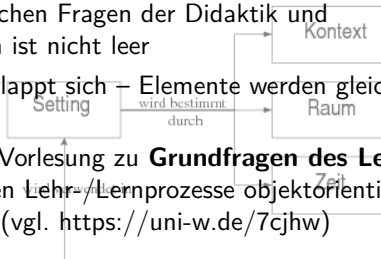 chen Fragen der Didaktik und
n ist nicht leer
Kontext
lappt sich – Elemente werden gleic
Setting
wird bestimmt
durch
Raum
Vorlesung zu Grundfragen des Le
Zeit
en Lehr-/Lernprozesse objektorienti
(vgl. https://uni-w.de/7cjhw)